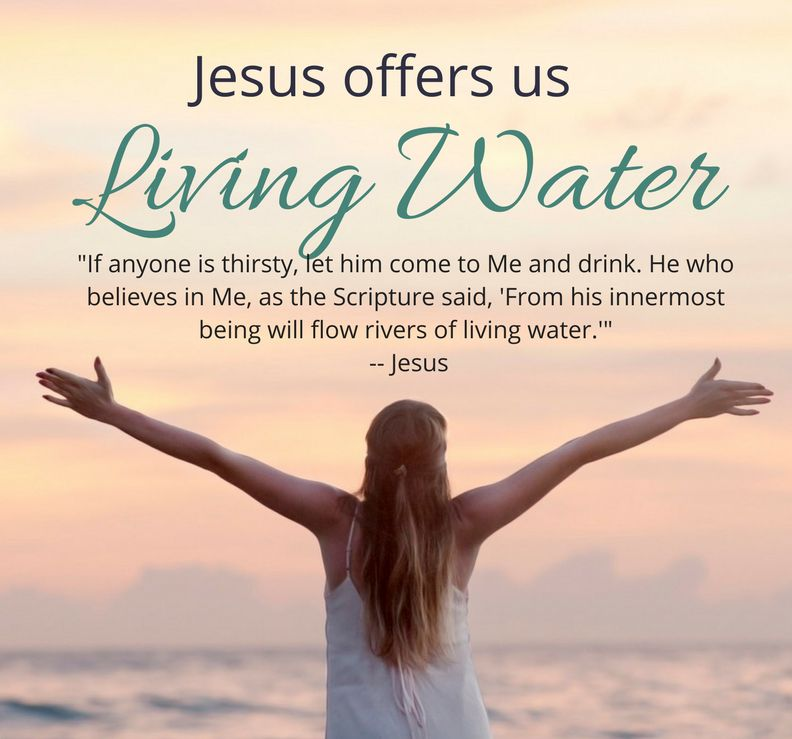 Jesus offers us
Living Water
"If anyone is thirsty, let him come to Me and drink. He who
believes in Me, as the Scripture said, 'From his innermost
being will flow rivers of living water.'"
-- Jesus